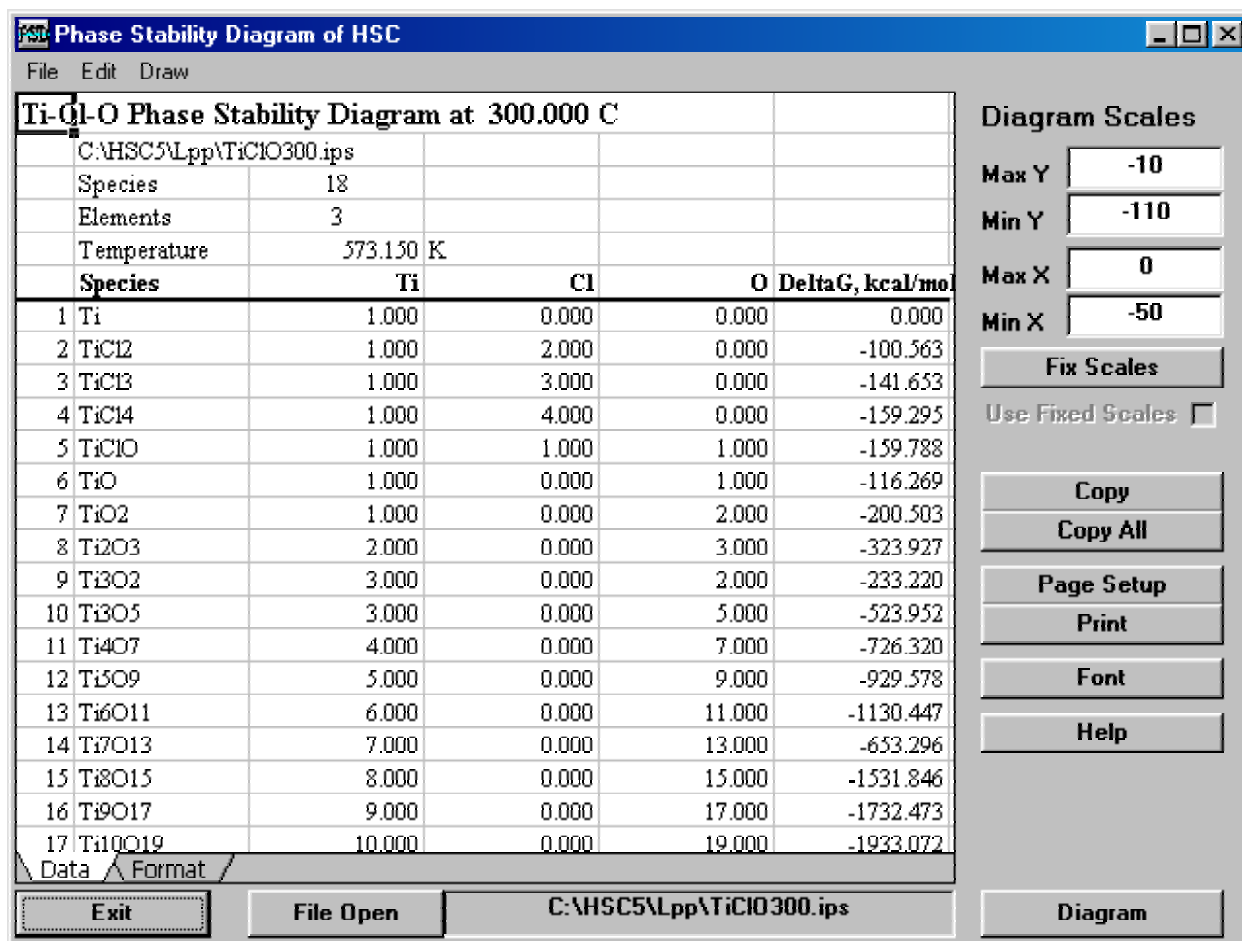 Phase Stability Diagram of HSC
File Edit Draw
Ti-Cl-O Phase Stability Diagram at 300.000 C
C:\HSC5\Lpp\TiClO300.ips
Species 18
Elements 3
Temperature 573.150 K
Species Ti Cl O DeltaG, kcal/mol
1 Ti 1.000 0.000 0.000 0.000
2 TiCl2 1.000 2.000 0.000 -100.563
3 TiCl3 1.000 3.000 0.000 -141.653
4 TiCl4 1.000 4.000 0.000 -159.295
5 TiClO 1.000 1.000 1.000 -159.788
6 TiO 1.000 0.000 1.000 -116.269
7 TiO2 1.000 0.000 2.000 -200.503
8 Ti2O3 2.000 0.000 3.000 -323.927
9 Ti3O2 3.000 0.000 2.000 -233.220
10 Ti3O5 3.000 0.000 5.000 -523.952
11 Ti4O7 4.000 0.000 7.000 -726.320
12 Ti5O9 5.000 0.000 9.000 -929.578
13 Ti6O11 6.000 0.000 11.000 -1130.447
14 Ti7O13 7.000 0.000 13.000 -653.296
15 Ti8O15 8.000 0.000 15.000 -1531.846
16 Ti9O17 9.000 0.000 17.000 -1732.473
17 Ti10O19 10.000 0.000 19.000 -1933.072
Data Format
Diagram Scales
Max Y -10
Min Y -110
Max X 0
Min X -50
Fix Scales
Use Fixed Scales
Copy
Copy All
Page Setup
Print
Font
Help
Exit File Open C:\HSC5\Lpp\TiClO300.ips Diagram